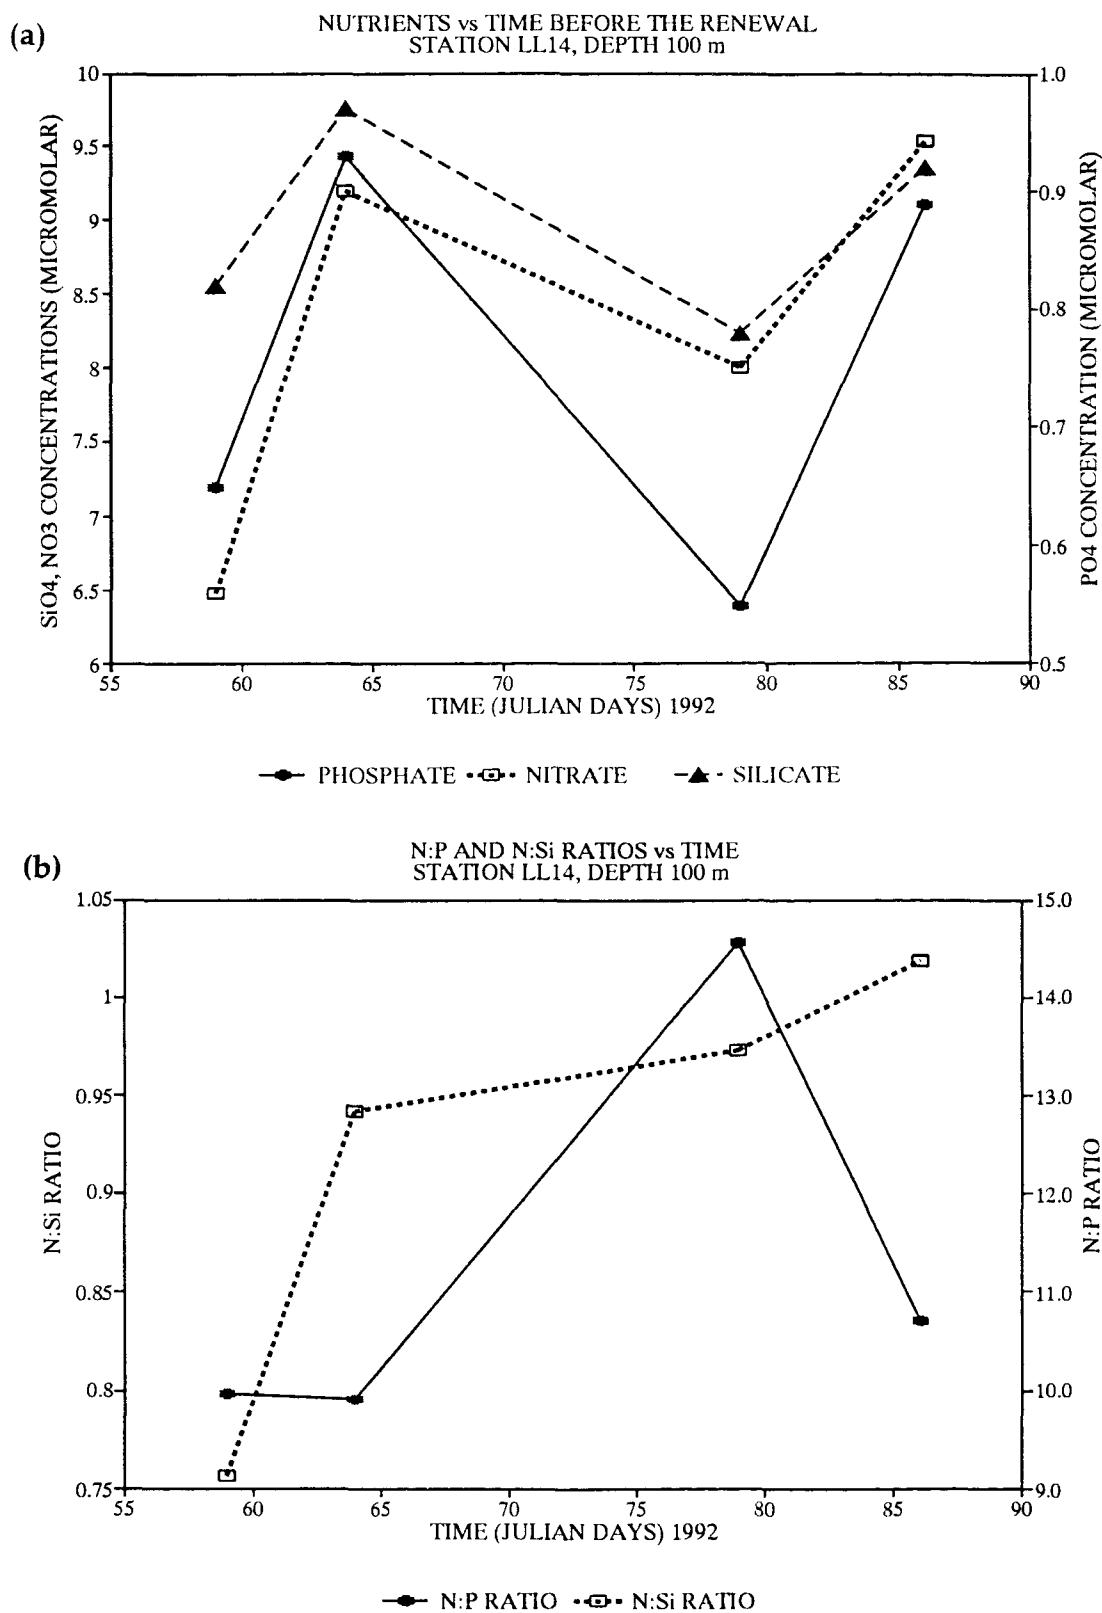 (a)
NUTRIENTS vs TIME BEFORE THE RENEWAL
STATION LL14, DEPTH 100 m
SiO4, NO3 CONCENTRATIONS (MICROMOLAR)
10
9.5
9
8.5
8
7.5
7
6.5
6
1.0
0.9
0.8
0.7
0.6
0.5
PO4 CONCENTRATION (MICROMOLAR)
55 60 65 70 75 80 85 90
TIME (JULIAN DAYS) 1992
PHOSPHATE NITRATE SILICATE
(b)
N:P AND N:Si RATIOS vs TIME
STATION LL14, DEPTH 100 m
N:Si RATIO
1.05
1
0.95
0.9
0.85
0.8
0.75
15.0
14.0
13.0
12.0
11.0
10.0
9.0
N:P RATIO
55 60 65 70 75 80 85 90
TIME (JULIAN DAYS) 1992
N:P RATIO N:Si RATIO